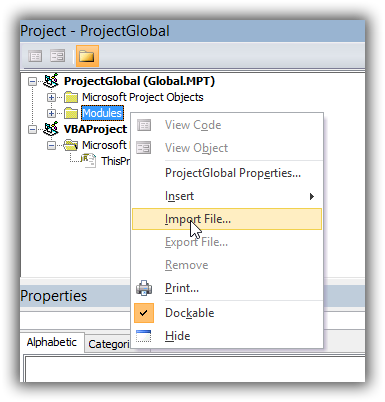 Project - ProjectGlobal
ProjectGlobal (Global.MPT)
Microsoft Project Objects
Modules
VBAProject
Microsoft
ThisPr
View Code
View Object
ProjectGlobal Properties...
Insert
Import File...
Export File...
Remove
Print...
Dockable
Hide
Properties
Alphabetic
Categori